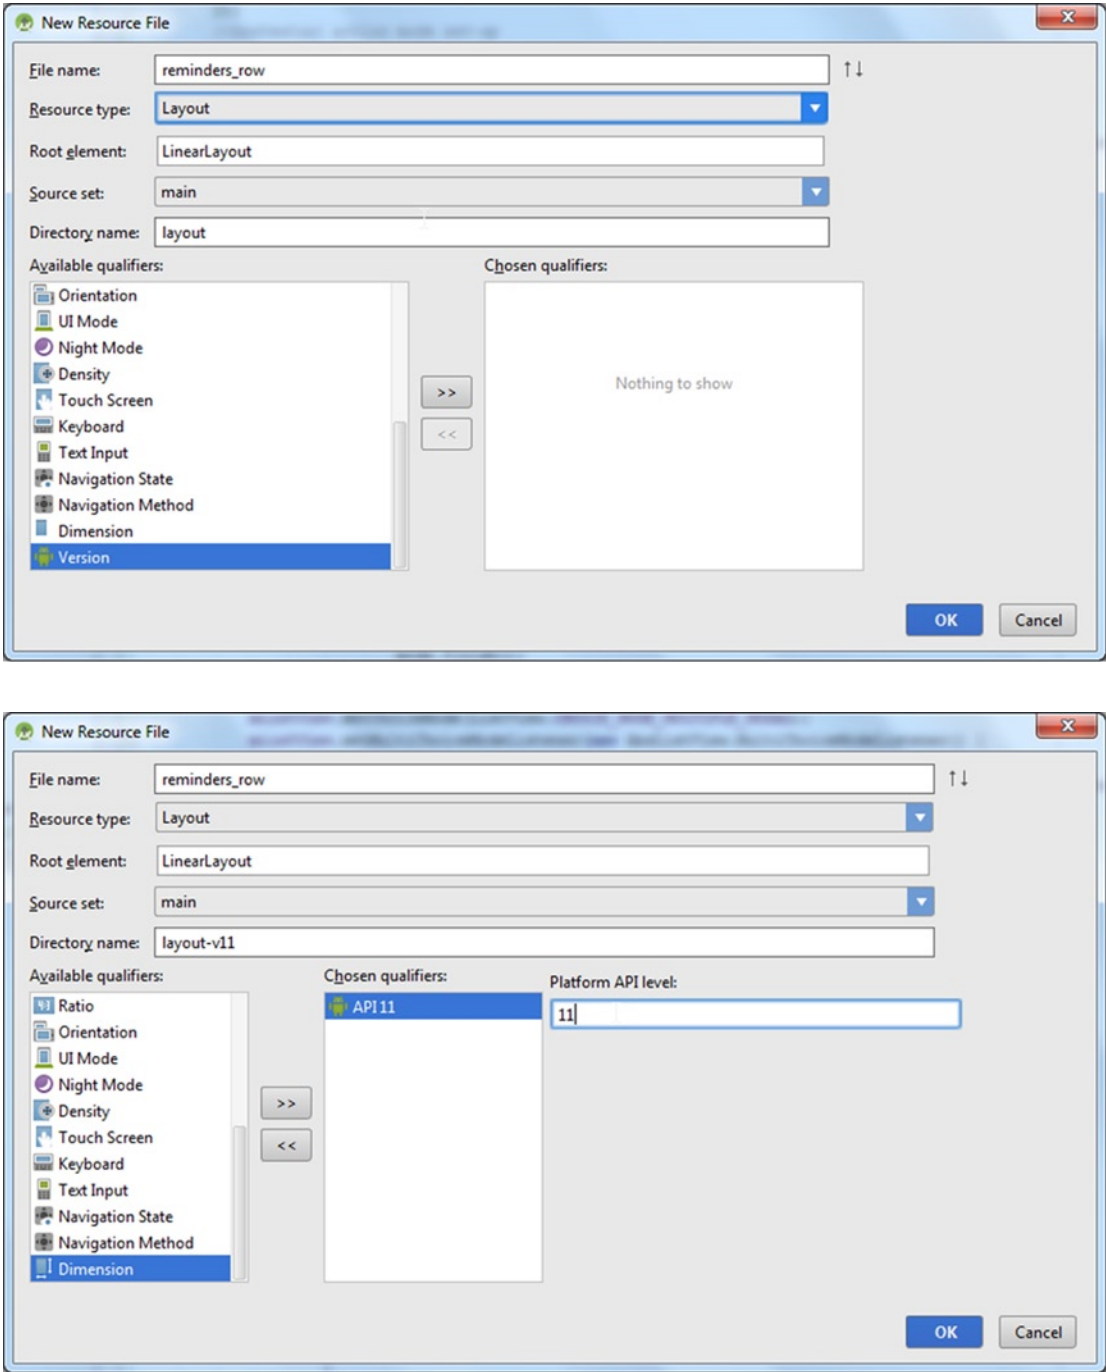 New Resource File
File name: reminders_row
Resource type: Layout
Root element: LinearLayout
Source set: main
Directory name: layout
Available qualifiers: Chosen qualifiers:
Orientation
UI Mode
Night Mode
Density
Nothing to show
Touch Screen
>>
Keyboard
<<
Text Input
Navigation State
Navigation Method
Dimension
Version
OK Cancel
New Resource File
File name: reminders_row
Resource type: Layout
Root element: LinearLayout
Source set: main
Directory name: layout-v11
Available qualifiers: Chosen qualifiers: Platform API level:
Ratio API 11 11
Orientation
UI Mode
Night Mode
>>
Density
Touch Screen
<<
Keyboard
Text Input
Navigation State
Navigation Method
Dimension
OK Cancel